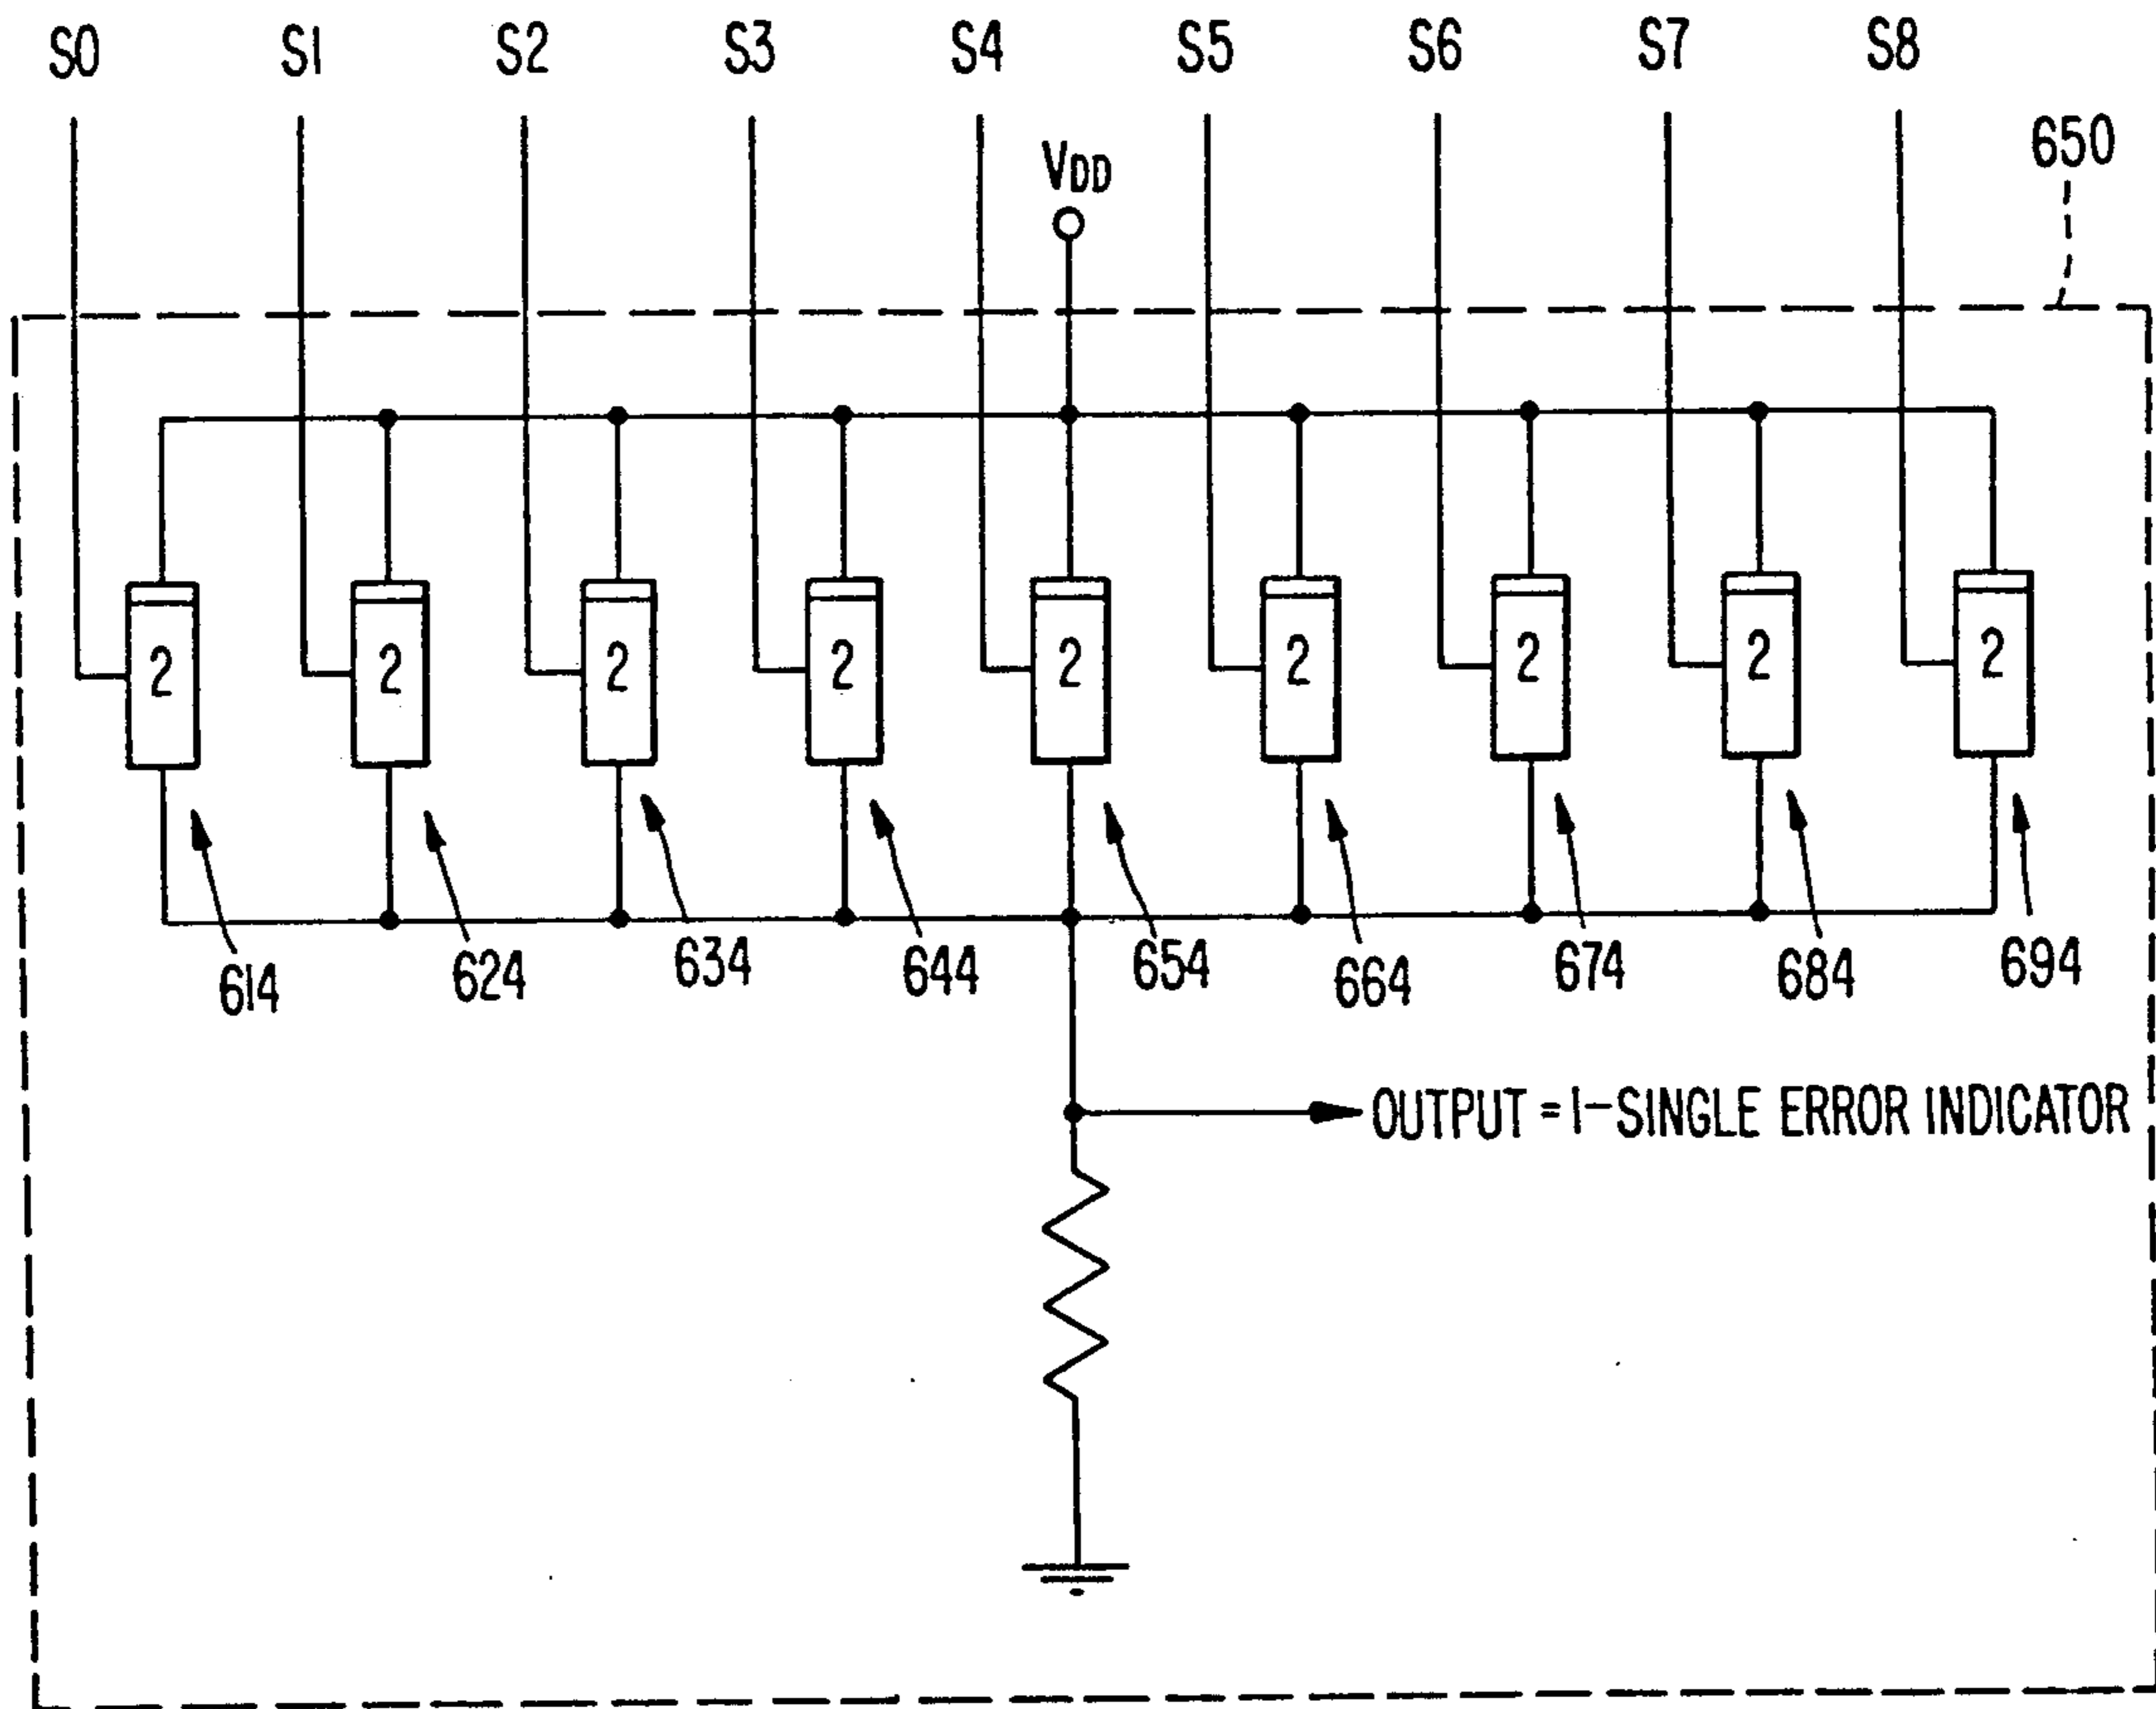 S0 S1 S2 S3 S4 S5 S6 S7 S8
650
VDD
2 2 2 2 2 2 2 2 2
614 624 634 644 654 664 674 684 694
OUTPUT = 1-SINGLE ERROR INDICATOR